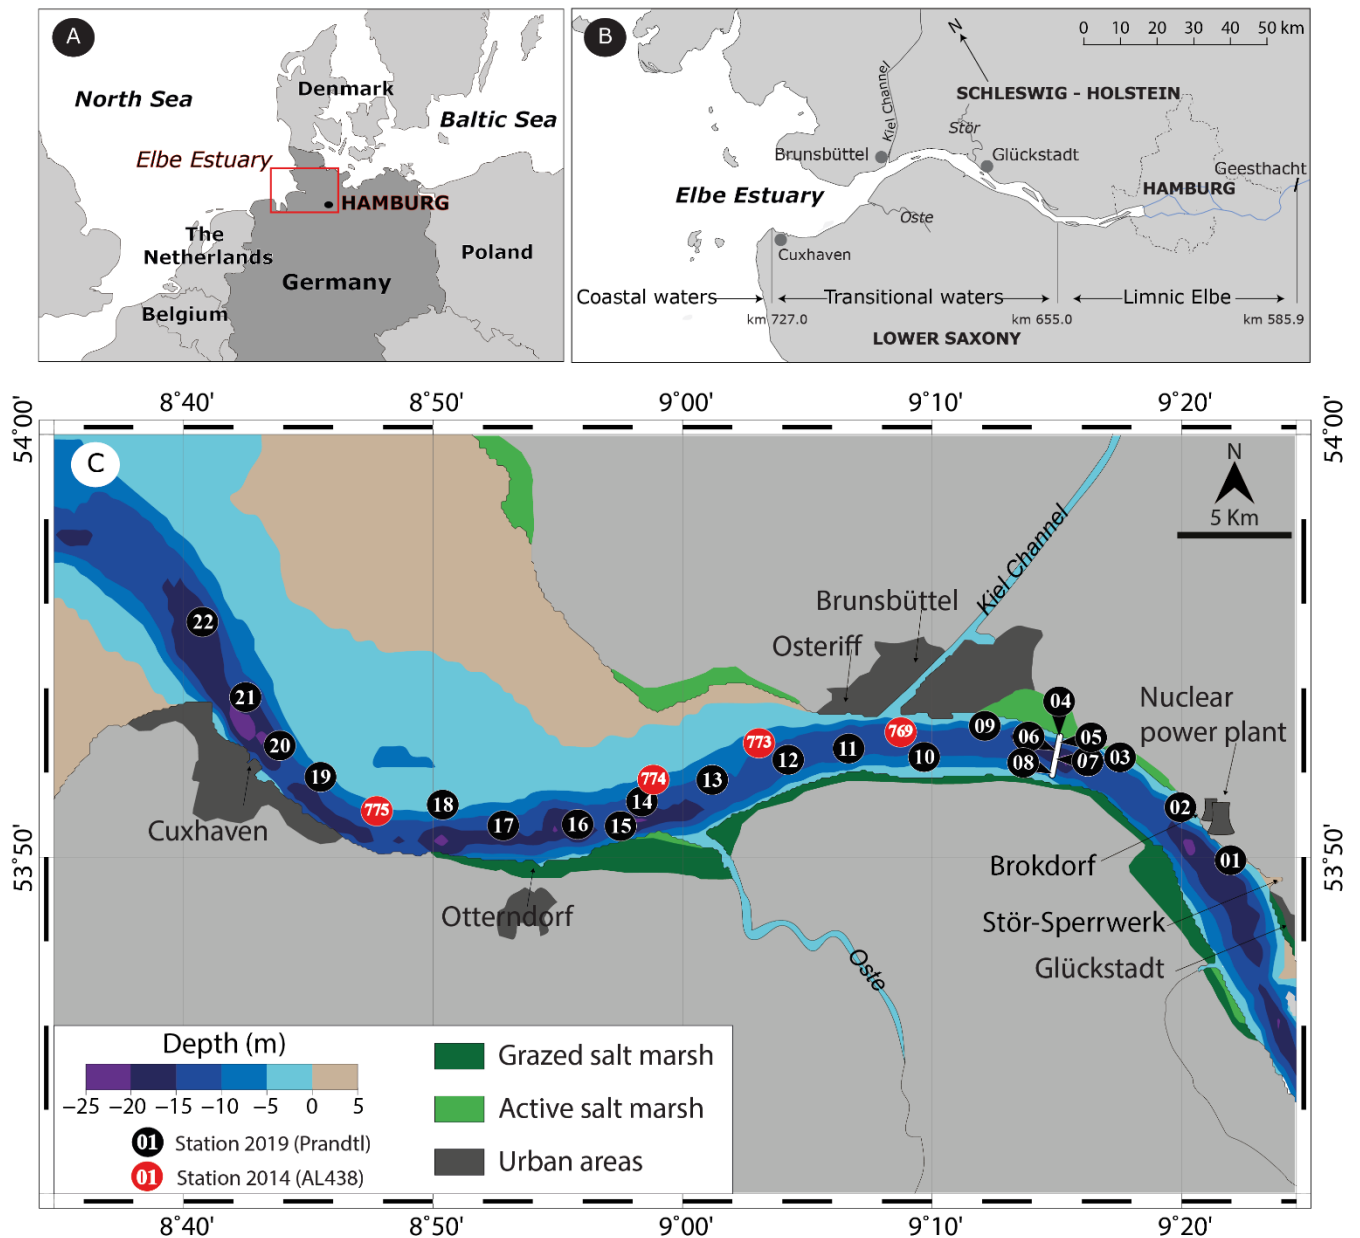 A
North Sea
Denmark
Baltic Sea
Elbe Estuary
HAMBURG
The
Netherlands
Poland
Germany
Belgium
B
N
0 10 20 30 40 50 km
Kiel Channel
SCHLESWIG - HOLSTEIN
Stör
Brunsbüttel
Glückstadt
Geesthacht
HAMBURG
Elbe Estuary
Oste
Cuxhaven
Coastal waters
Transitional waters
Limnic Elbe
km 727.0
km 655.0
km 585.9
LOWER SAXONY
8°40'
8°50'
9°00'
9°10'
9°20'
54°00'
54°00'
C
N
5 Km
Kiel Channel
Brunsbüttel
Osteriff
Nuclear
power plant
22
21
20
19
775
18
17
16
15
14
774
13
773
12
11
769
10
09
08
06
04
05
07
03
02
01
Cuxhaven
Otterndorf
Oste
Brokdorf
Stör-Sperrwerk
Glückstadt
53°50'
53°50'
Depth (m)
−25 −20 −15 −10 −5 0 5
01 Station 2019 (Prandtl)
01 Station 2014 (AL438)
Grazed salt marsh
Active salt marsh
Urban areas
8°40'
8°50'
9°00'
9°10'
9°20'